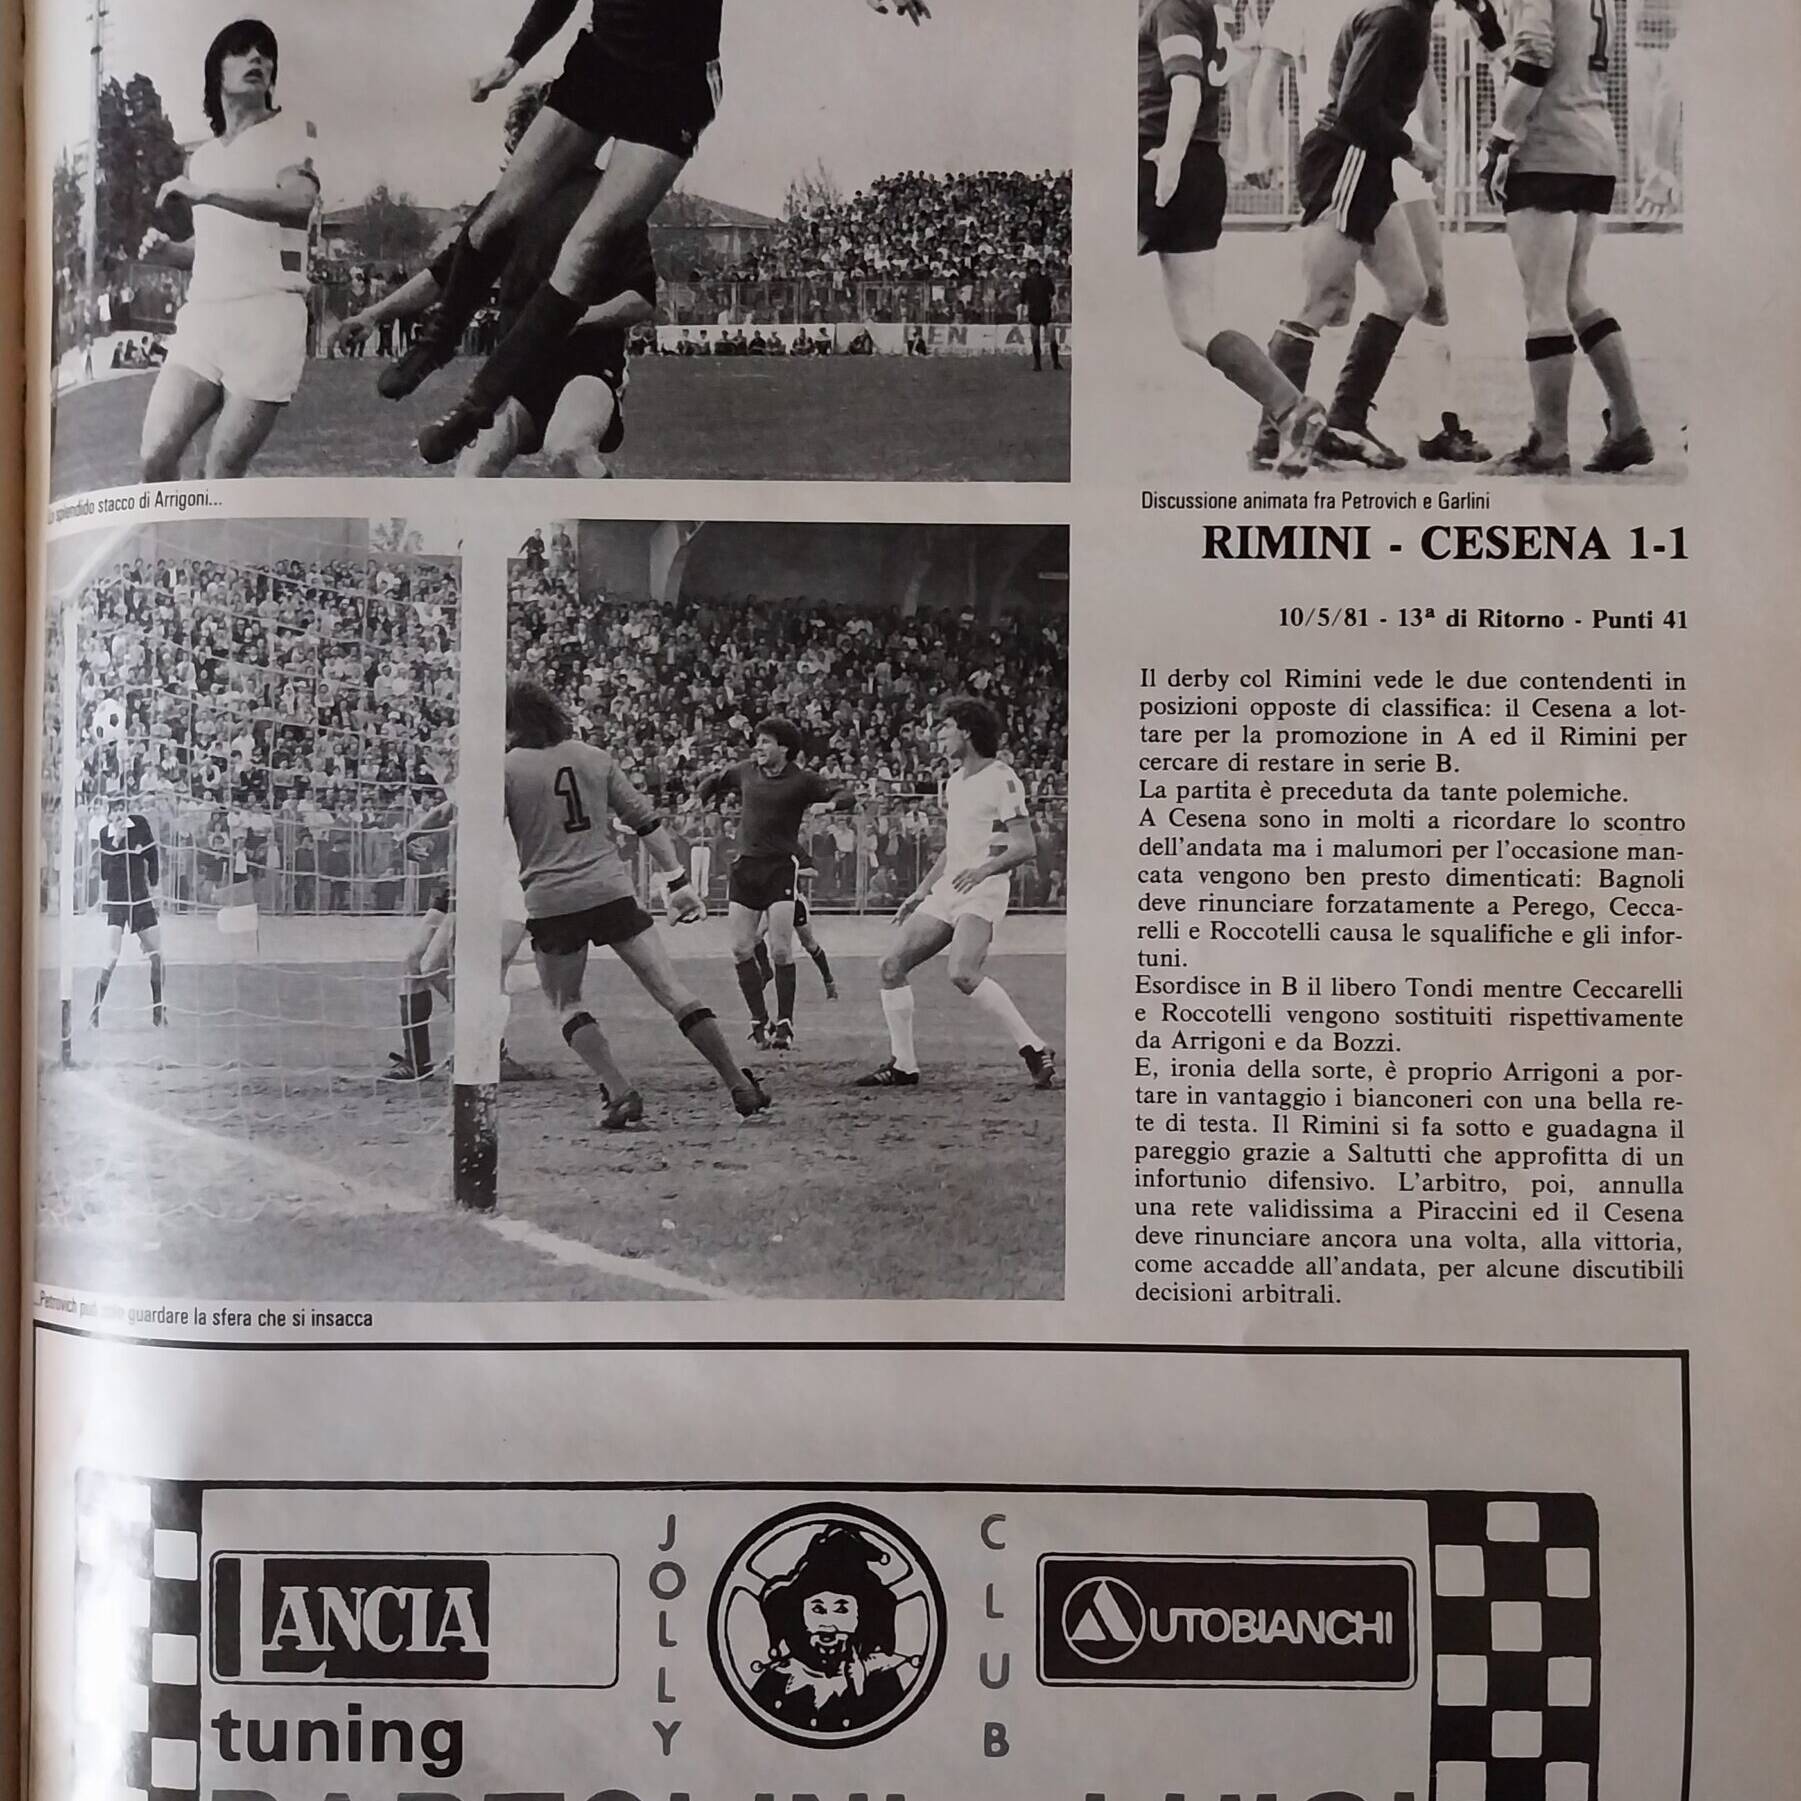 splendido stacco di Arrigoni...
Discussione animata fra Petrovich e Garlini
RIMINI - CESENA 1-1
10/5/81 - 13ª di Ritorno - Punti 41
Il derby col Rimini vede le due contendenti in
posizioni opposte di classifica: il Cesena a lot-
tare per la promozione in A ed il Rimini per
cercare di restare in serie B.
La partita è preceduta da tante polemiche.
A Cesena sono in molti a ricordare lo scontro
dell'andata ma i malumori per l'occasione man-
cata vengono ben presto dimenticati: Bagnoli
deve rinunciare forzatamente a Perego, Cecca-
relli e Roccotelli causa le squalifiche e gli infor-
tuni.
Esordisce in B il libero Tondi mentre Ceccarelli
e Roccotelli vengono sostituiti rispettivamente
da Arrigoni e da Bozzi.
E, ironia della sorte, è proprio Arrigoni a por-
tare in vantaggio i bianconeri con una bella re-
te di testa. Il Rimini si fa sotto e guadagna il
pareggio grazie a Saltutti che approfitta di un
infortunio difensivo. L'arbitro, poi, annulla
una rete validissima a Piraccini ed il Cesena
deve rinunciare ancora una volta, alla vittoria,
come accadde all'andata, per alcune discutibili
decisioni arbitrali.
...Petrovich può solo guardare la sfera che si insacca
1
1
LANCIA
JOLLY
CLUB
AUTOBIANCHI
tuning